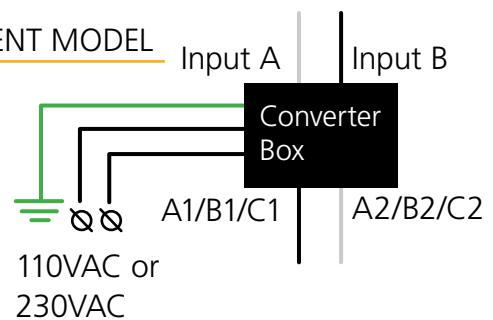 ENT MODEL
Input A
Input B
Converter
Box
A1/B1/C1
A2/B2/C2
110VAC or
230VAC